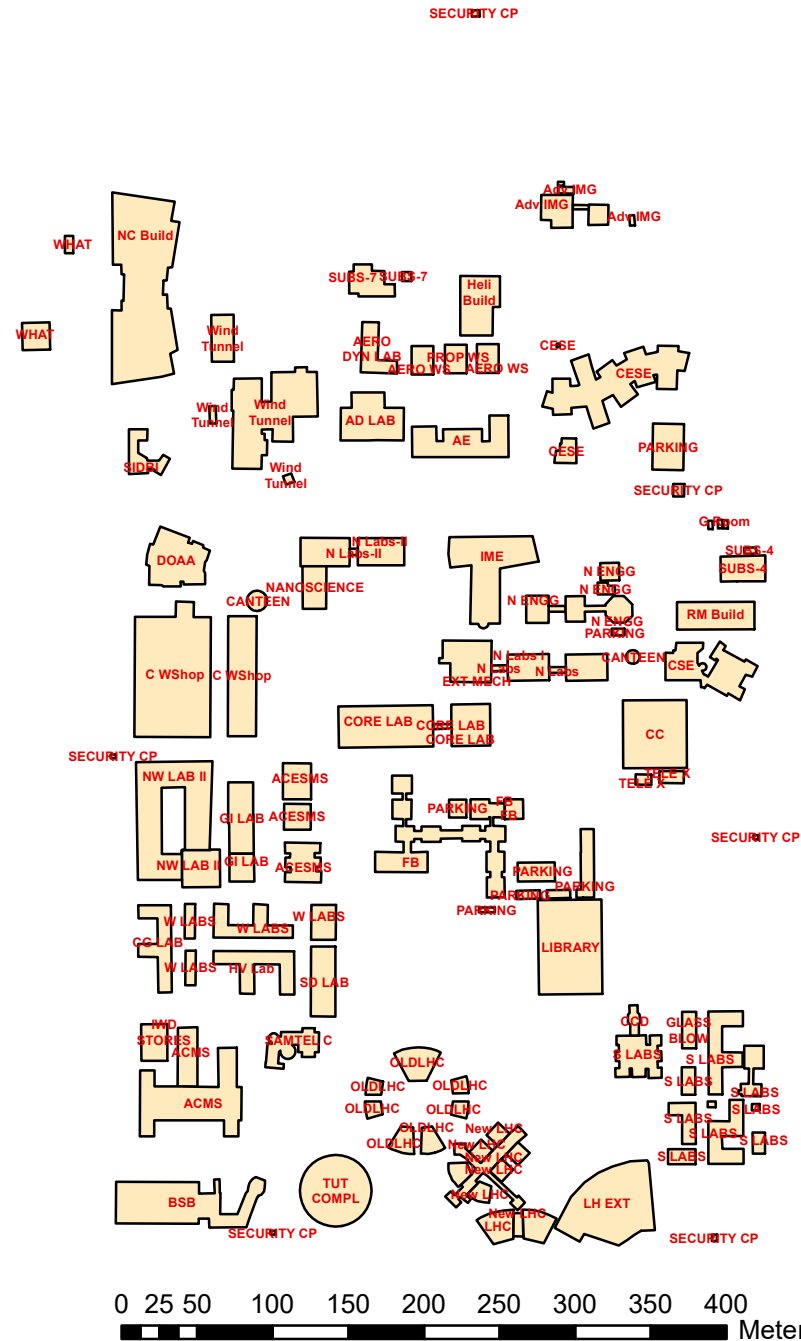 SECURITY CP
Adv IMG
Adv IMG
Adv IMG
NC Build
WHAT
SUBS-7
SUBS-7
Heli
Build
WHAT
Wind
Tunnel
AERO
DYN LAB
AERO WS
PROP WS
AERO WS
CESE
CESE
Wind
Tunnel
Wind
Tunnel
AD LAB
AE
CESE
PARKING
SIDBI
Wind
Tunnel
SECURITY CP
G Room
DOAA
N Labs-II
N Labs-II
IME
SUBS-4
SUBS-4
NANOSCIENCE
CANTEEN
N ENGG
N ENGG
N ENGG
PARKING
RM Build
C WShop
C WShop
N Labs I
N Labs
N Labs
EXT MECH
CANTEEN
CSE
CORE LAB
CORE LAB
CORE LAB
CC
SECURITY CP
NW LAB II
ACESMS
TELE X
TELE X
GI LAB
ACESMS
PARKING
FB
FB
SECURITY CP
NW LAB II
GI LAB
ACESMS
FB
PARKING
PARKING
PARKING
PARKING
W LABS
W LABS
W LABS
CG LAB
LIBRARY
W LABS
HV Lab
SD LAB
IWD
STORES
ACMS
SAMTEL C
CCD
GLASS
BLOW
S LABS
S LABS
OLDLHC
OLDLHC
OLDLHC
S LABS
S LABS
ACMS
OLDLHC
OLDLHC
S LABS
S LABS
S LABS
OLDLHC
OLDLHC
New LHC
New LHC
New LHC
New LHC
S LABS
S LABS
TUT
COMPL
New LHC
BSB
LH EXT
New LHC
LHC
SECURITY CP
SECURITY CP
0 25 50 100 150 200 250 300 350 400
Meter